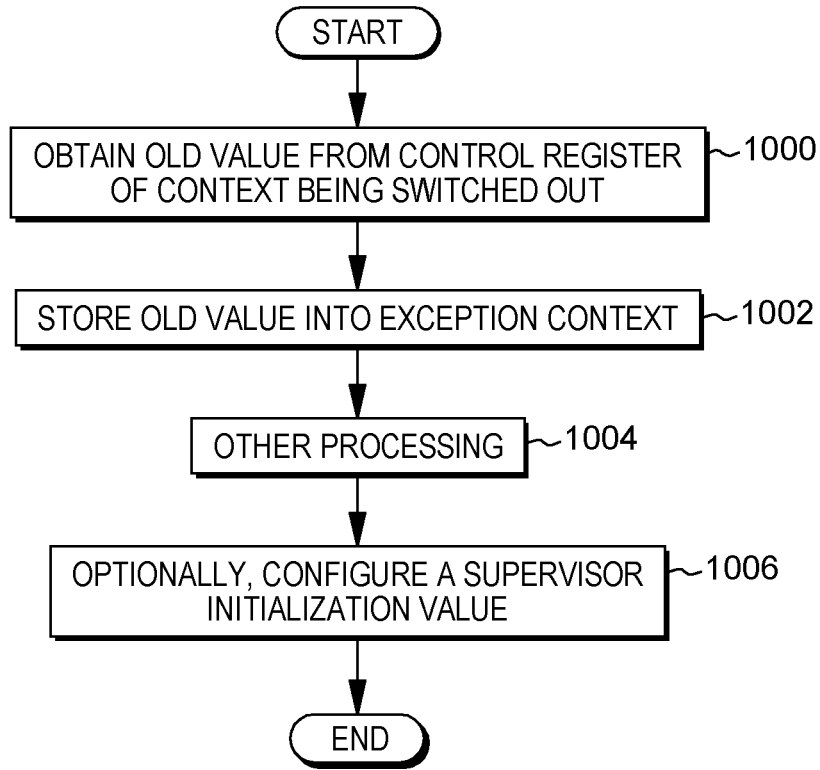 START
OBTAIN OLD VALUE FROM CONTROL REGISTER
OF CONTEXT BEING SWITCHED OUT
1000
STORE OLD VALUE INTO EXCEPTION CONTEXT
1002
OTHER PROCESSING
1004
OPTIONALLY, CONFIGURE A SUPERVISOR
INITIALIZATION VALUE
1006
END